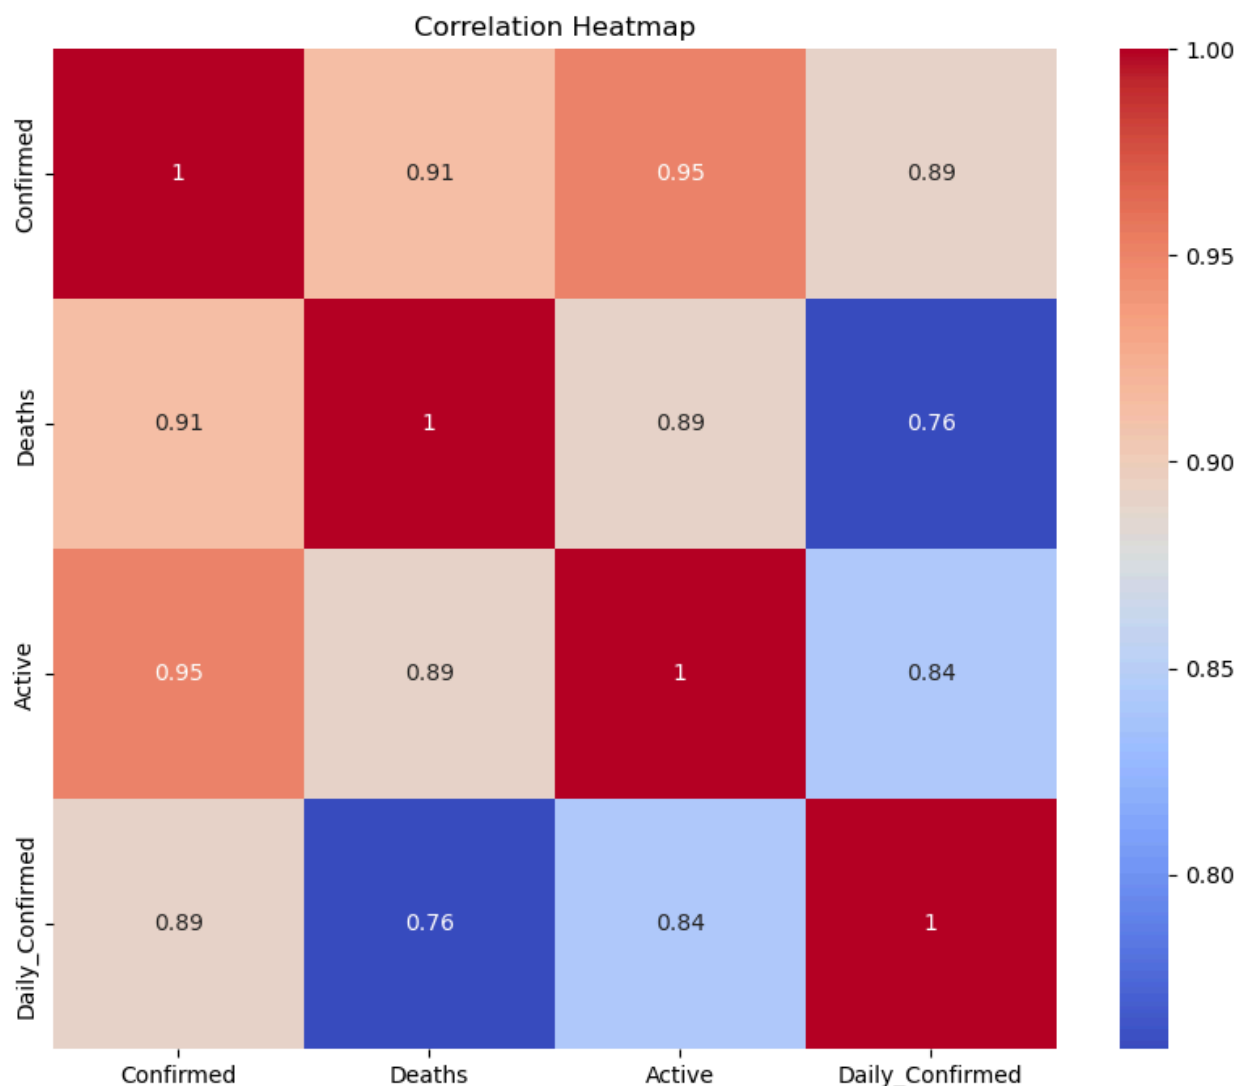 Correlation Heatmap
Confirmed
1
0.91
0.95
0.89
Deaths
0.91
1
0.89
0.76
Active
0.95
0.89
1
0.84
Daily_Confirmed
0.89
0.76
0.84
1
Confirmed
Deaths
Active
Daily_Confirmed
1.00
0.95
0.90
0.85
0.80